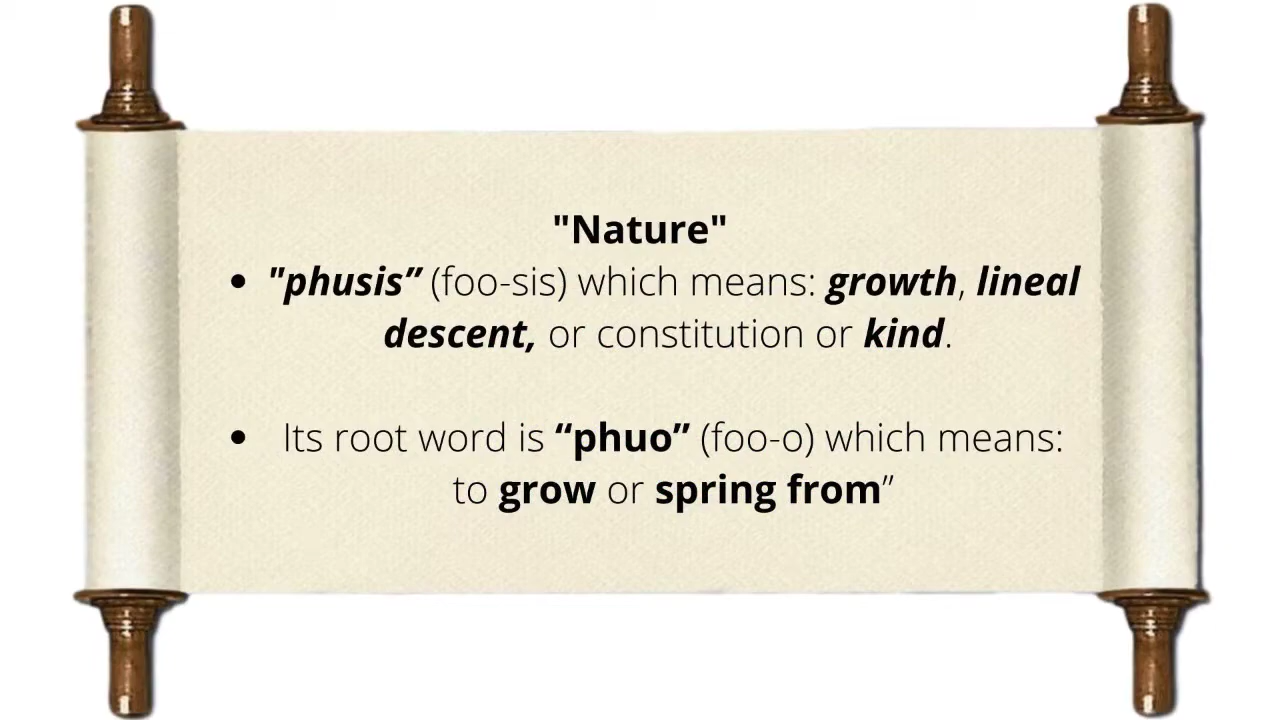 "Nature"
• "phusis” (foo-sis) which means: growth, lineal
descent, or constitution or kind.
• Its root word is “phuo” (foo-o) which means:
to grow or spring from”